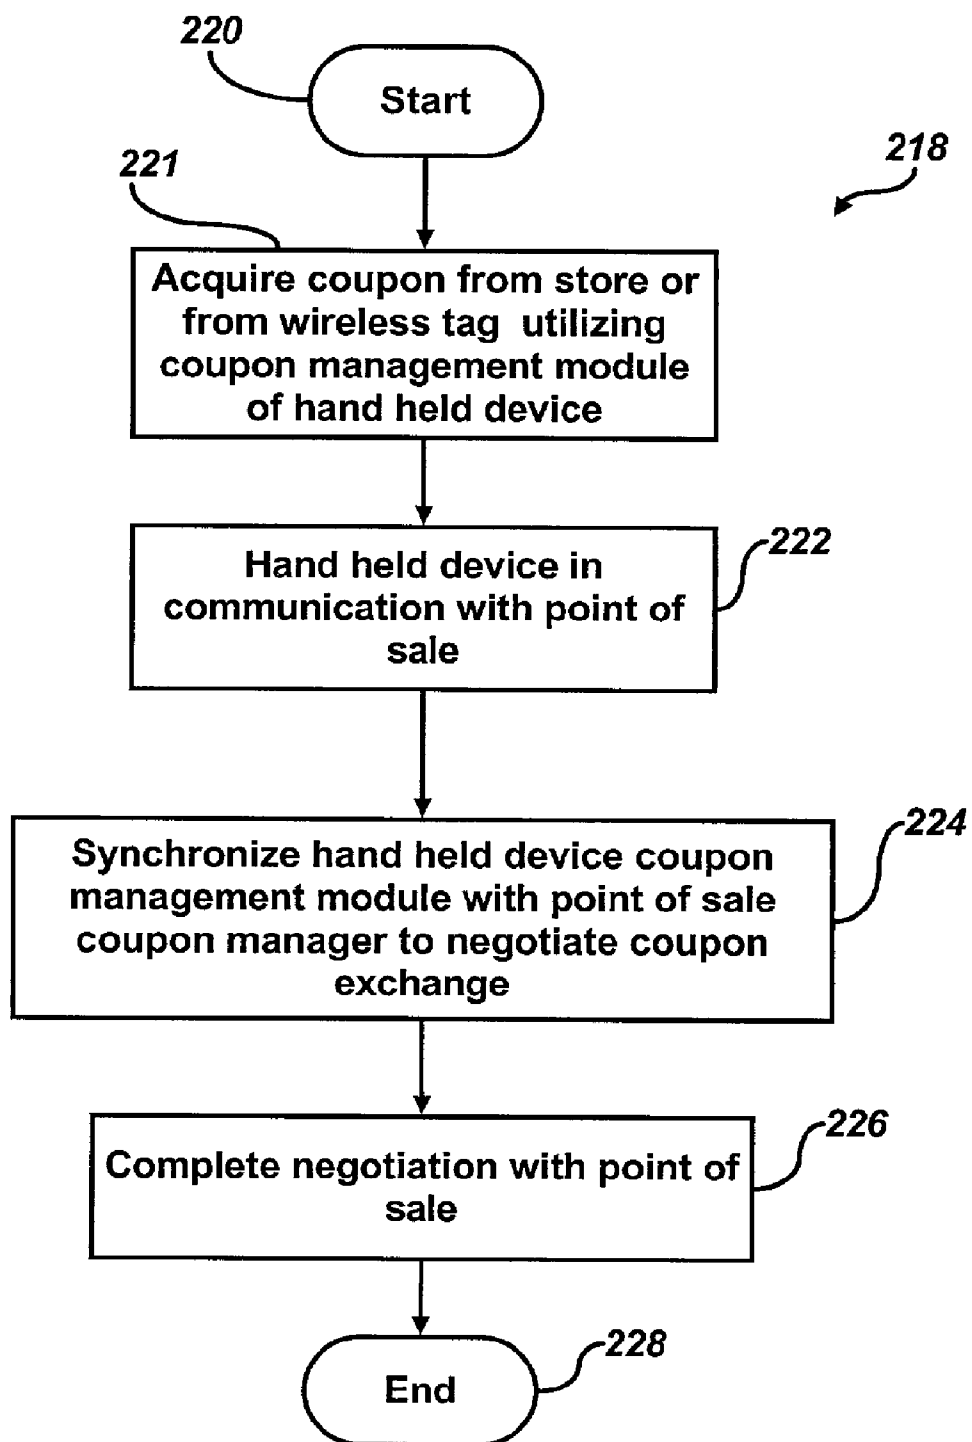 220
Start
218
221
Acquire coupon from store or
from wireless tag utilizing
coupon management module
of hand held device
222
Hand held device in
communication with point of
sale
224
Synchronize hand held device coupon
management module with point of sale
coupon manager to negotiate coupon
exchange
226
Complete negotiation with point of
sale
228
End